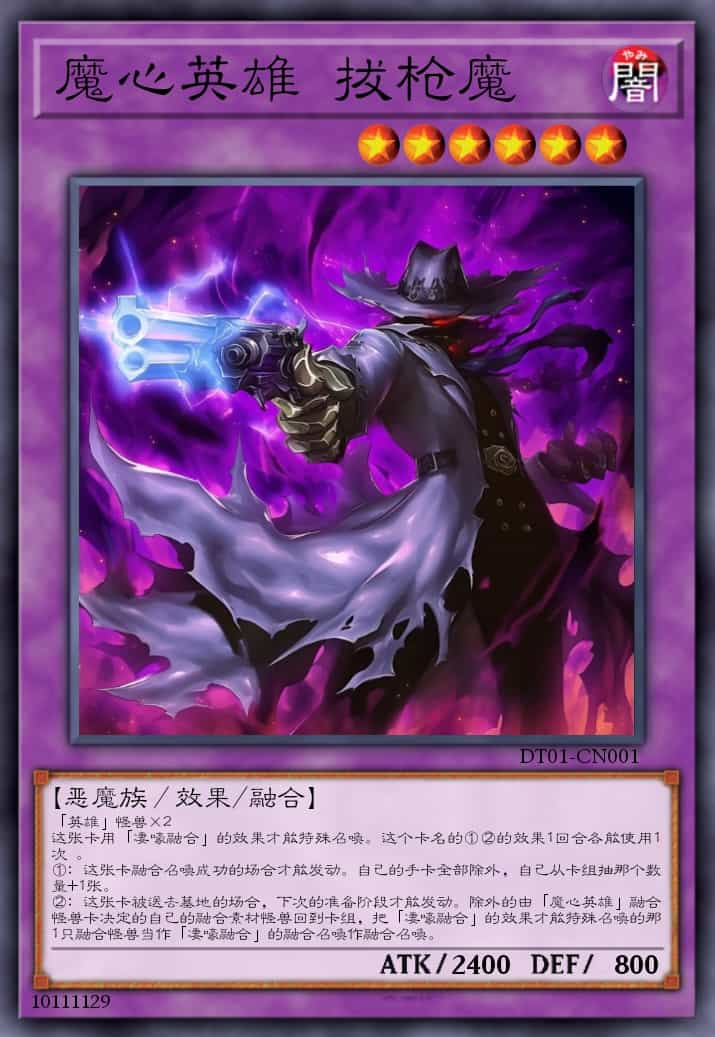 魔心英雄 拔枪魔
やみ
闇
DT01-CN001
【恶魔族/效果/融合】
「英雄」怪兽×2
这张卡用「凄嚎融合」的效果才能特殊召唤。这个卡名的①②的效果1回合各能使用1
次 。
①：这张卡融合召唤成功的场合才能发动。自己的手卡全部除外，自己从卡组抽那个数
量+1张。
②：这张卡被送去墓地的场合，下次的准备阶段才能发动。除外的由「魔心英雄」融合
怪兽卡决定的自己的融合素材怪兽回到卡组，把「凄嚎融合」的效果才能特殊召唤的那
1只融合怪兽当作「凄嚎融合」的融合召唤作融合召唤。
ATK/2400 DEF/ 800
10111129